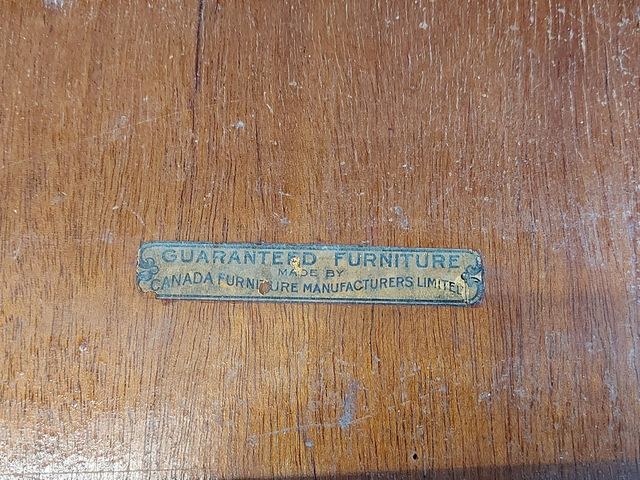 GUARANTEED FURNITURE
MADE BY
CANADA FURNITURE MANUFACTURERS LIMITED